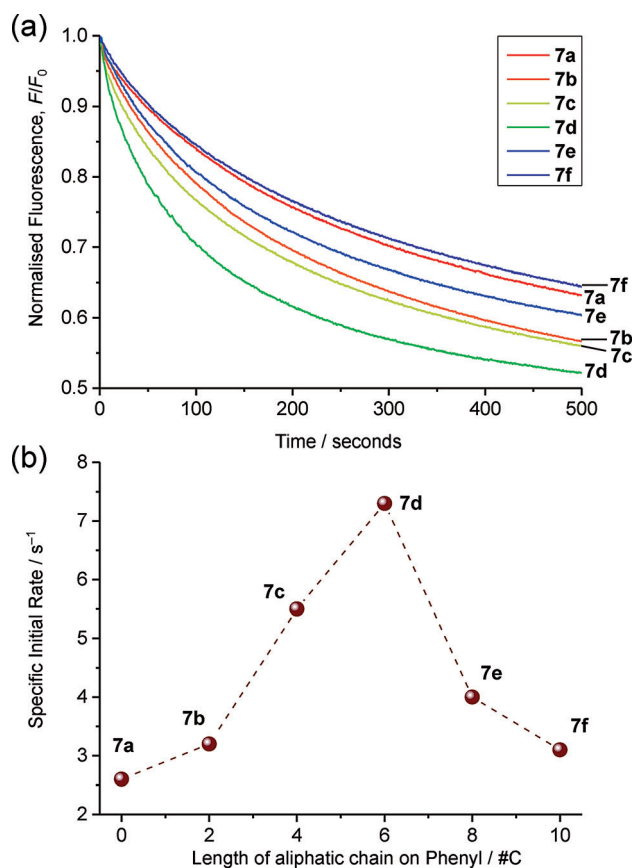 (a)
1.0
0.9
0.8
0.7
0.6
0.5
Normalised Fluorescence, F/F₀
7a
7b
7c
7d
7e
7f
7f
7a
7e
7b
7c
7d
0 100 200 300 400 500
Time / seconds
(b)
8
7
6
5
4
3
2
Specific Initial Rate / s⁻¹
7a
7b
7c
7d
7e
7f
0 2 4 6 8 10
Length of aliphatic chain on Phenyl / #C